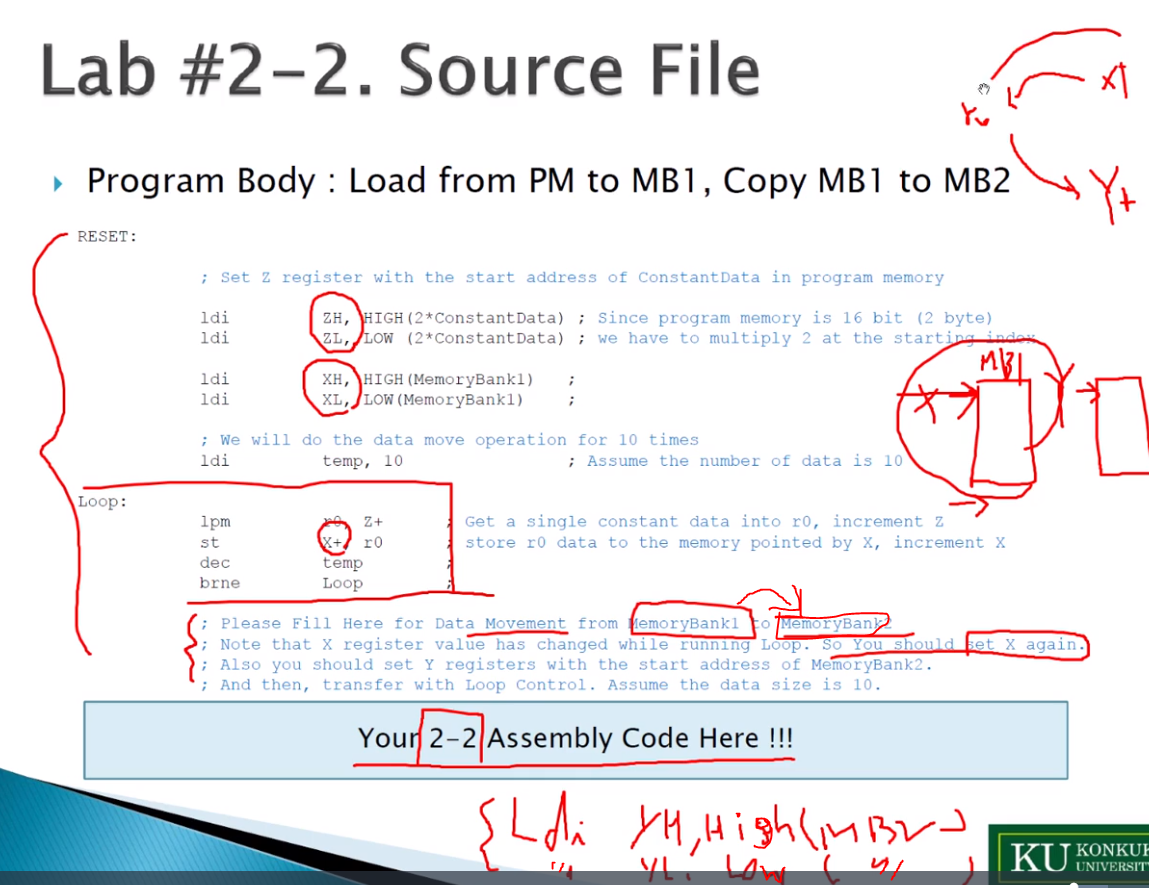 Lab #2-2. Source File
X+
Y+
Program Body : Load from PM to MB1, Copy MB1 to MB2
RESET:
; Set Z register with the start address of ConstantData in program memory
ldi ZH, HIGH(2*ConstantData) ; Since program memory is 16 bit (2 byte)
ldi ZL, LOW (2*ConstantData) ; we have to multiply 2 at the starting index
MB1
ldi XH, HIGH(MemoryBank1) ;
ldi XL, LOW(MemoryBank1) ;
X Y
; We will do the data move operation for 10 times
ldi temp, 10 ; Assume the number of data is 10
Loop:
lpm r0, Z+ ; Get a single constant data into r0, increment Z
st X+, r0 ; store r0 data to the memory pointed by X, increment X
dec temp ;
brne Loop ;
; Please Fill Here for Data Movement from MemoryBank1 to MemoryBank2
; Note that X register value has changed while running Loop. So You should set X again.
; Also you should set Y registers with the start address of MemoryBank2.
; And then, transfer with Loop Control. Assume the data size is 10.
Your 2-2 Assembly Code Here !!!
Ldi YH, High(MB2)
YL, Low ( )
KU KONKUK
UNIVERSITY